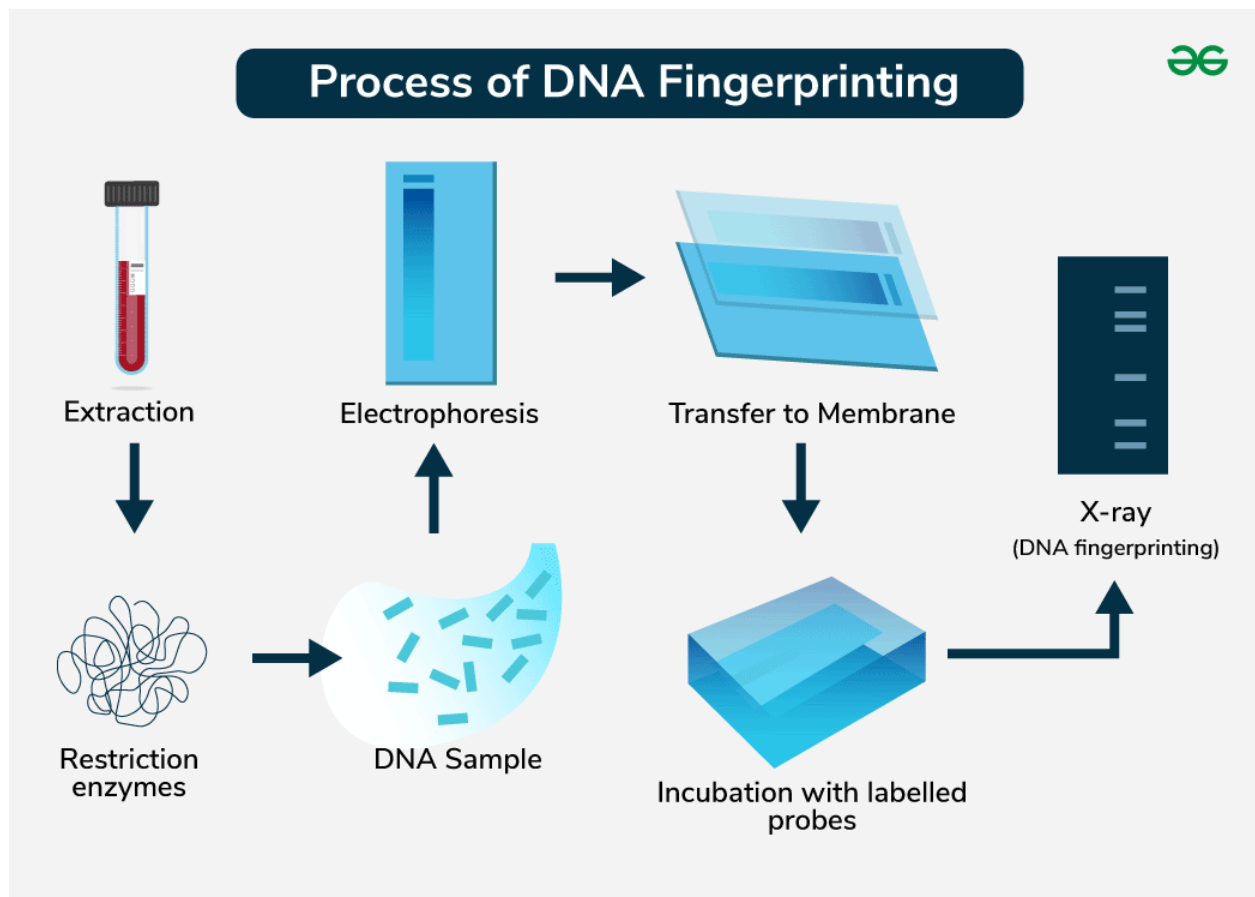 Process of DNA Fingerprinting
Extraction
Electrophoresis
Transfer to Membrane
X-ray
(DNA fingerprinting)
Restriction
enzymes
DNA Sample
Incubation with labelled
probes